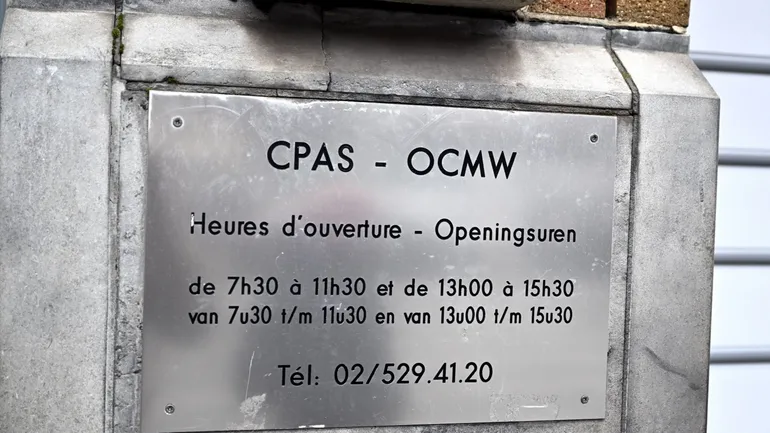 CPAS - OCMW
Heures d'ouverture - Openingsuren
de 7h30 à 11h30 et de 13h00 à 15h30
van 7u30 t/m 11u30 en van 13u00 t/m 15u30
Tél: 02/529.41.20